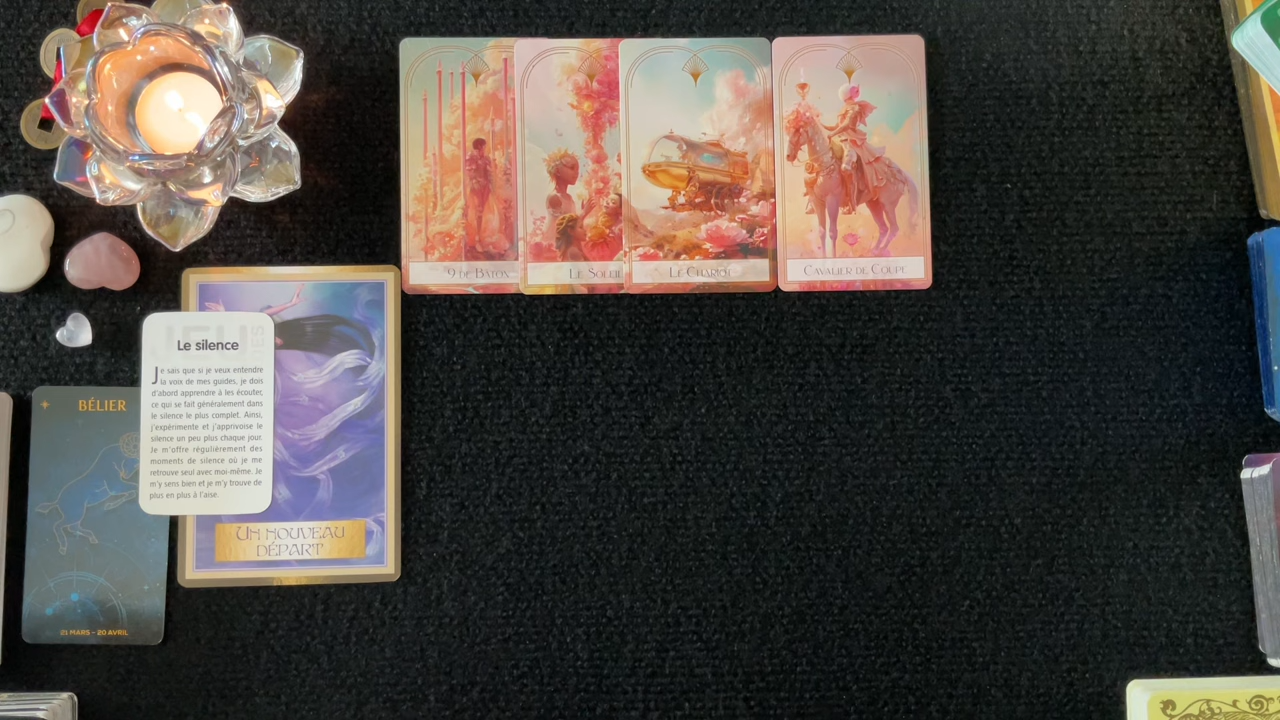 9 DE BÂTON
LE SOLEIL
LE CHARIOT
CAVALIER DE COUPE
Le silence
Je sais que si je veux entendre
la voix de mes guides, je dois
d'abord apprendre à les écouter,
ce qui se fait généralement dans
le silence le plus complet. Ainsi,
j'expérimente et j'apprivoise le
silence un peu plus chaque jour.
Je m'offre régulièrement des
moments de silence où je me
retrouve seul avec moi-même. Je
m'y sens bien et je m'y trouve de
plus en plus à l'aise.
BÉLIER
21 MARS – 20 AVRIL
UN NOUVEAU
DÉPART